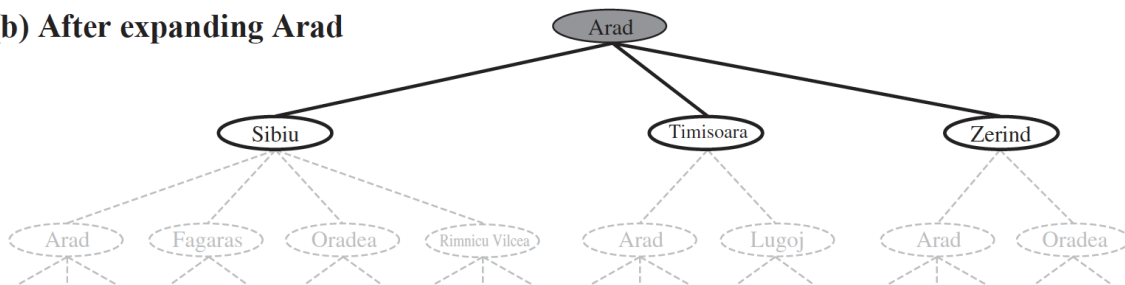 b) After expanding Arad
Arad
Sibiu
Timisoara
Zerind
Arad
Fagaras
Oradea
Rimnicu Vilcea
Arad
Lugoj
Arad
Oradea